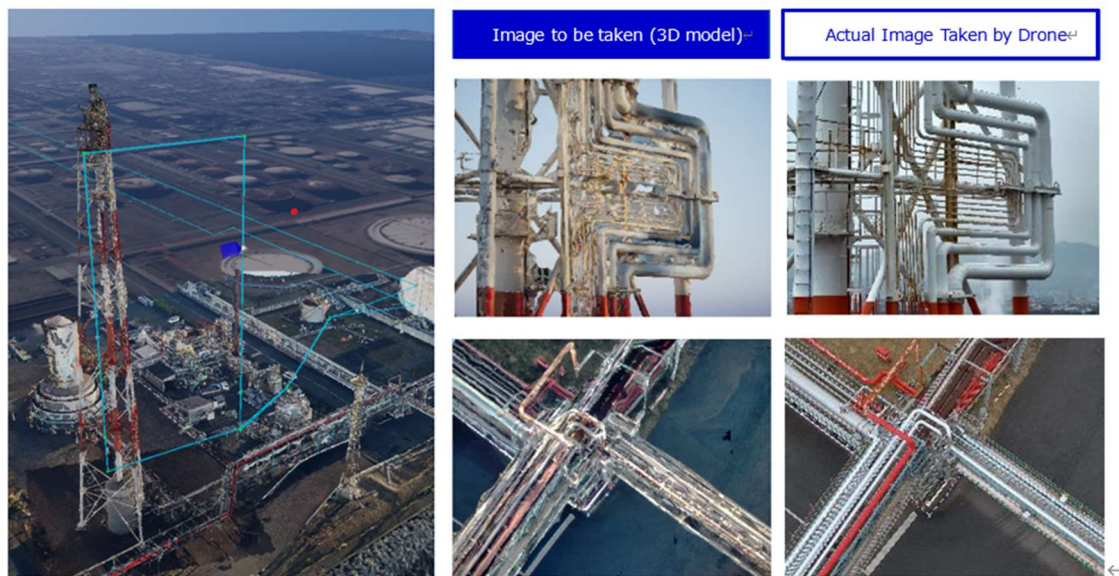 Image to be taken (3D model)↵
Actual Image Taken by Drone↵